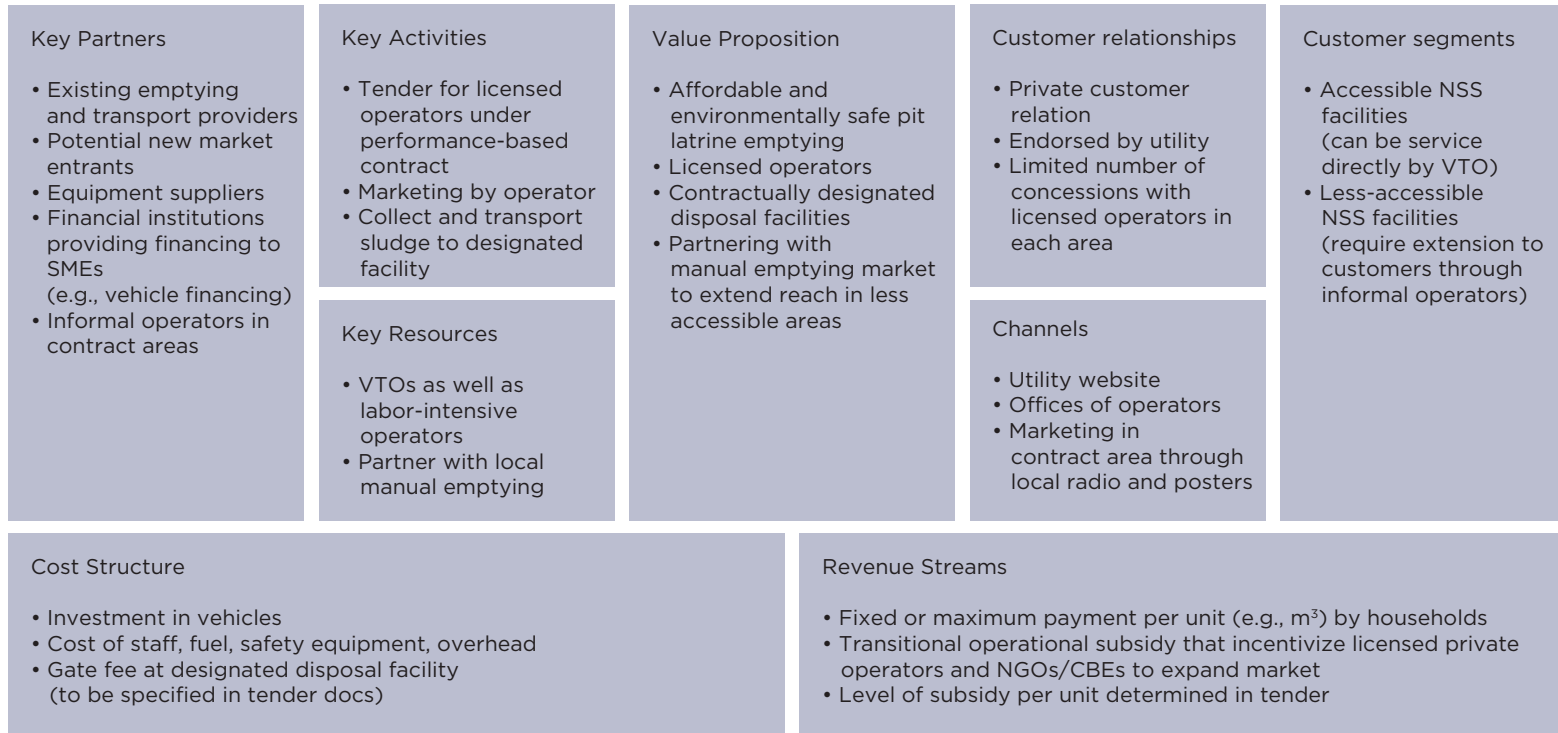 Key Partners
• Existing emptying
and transport providers
• Potential new market
entrants
• Equipment suppliers
• Financial institutions
providing financing to
SMEs
(e.g., vehicle financing)
• Informal operators in
contract areas
Key Activities
• Tender for licensed
operators under
performance-based
contract
• Marketing by operator
• Collect and transport
sludge to designated
facility
Key Resources
• VTOs as well as
labor-intensive
operators
• Partner with local
manual emptying
Value Proposition
• Affordable and
environmentally safe pit
latrine emptying
• Licensed operators
• Contractually designated
disposal facilities
• Partnering with
manual emptying market
to extend reach in less
accessible areas
Customer relationships
• Private customer
relation
• Endorsed by utility
• Limited number of
concessions with
licensed operators in
each area
Channels
• Utility website
• Offices of operators
• Marketing in
contract area through
local radio and posters
Customer segments
• Accessible NSS
facilities
(can be service
directly by VTO)
• Less-accessible
NSS facilities
(require extension to
customers through
informal operators)
Cost Structure
• Investment in vehicles
• Cost of staff, fuel, safety equipment, overhead
• Gate fee at designated disposal facility
(to be specified in tender docs)
Revenue Streams
• Fixed or maximum payment per unit (e.g., m³) by households
• Transitional operational subsidy that incentivize licensed private
operators and NGOs/CBEs to expand market
• Level of subsidy per unit determined in tender